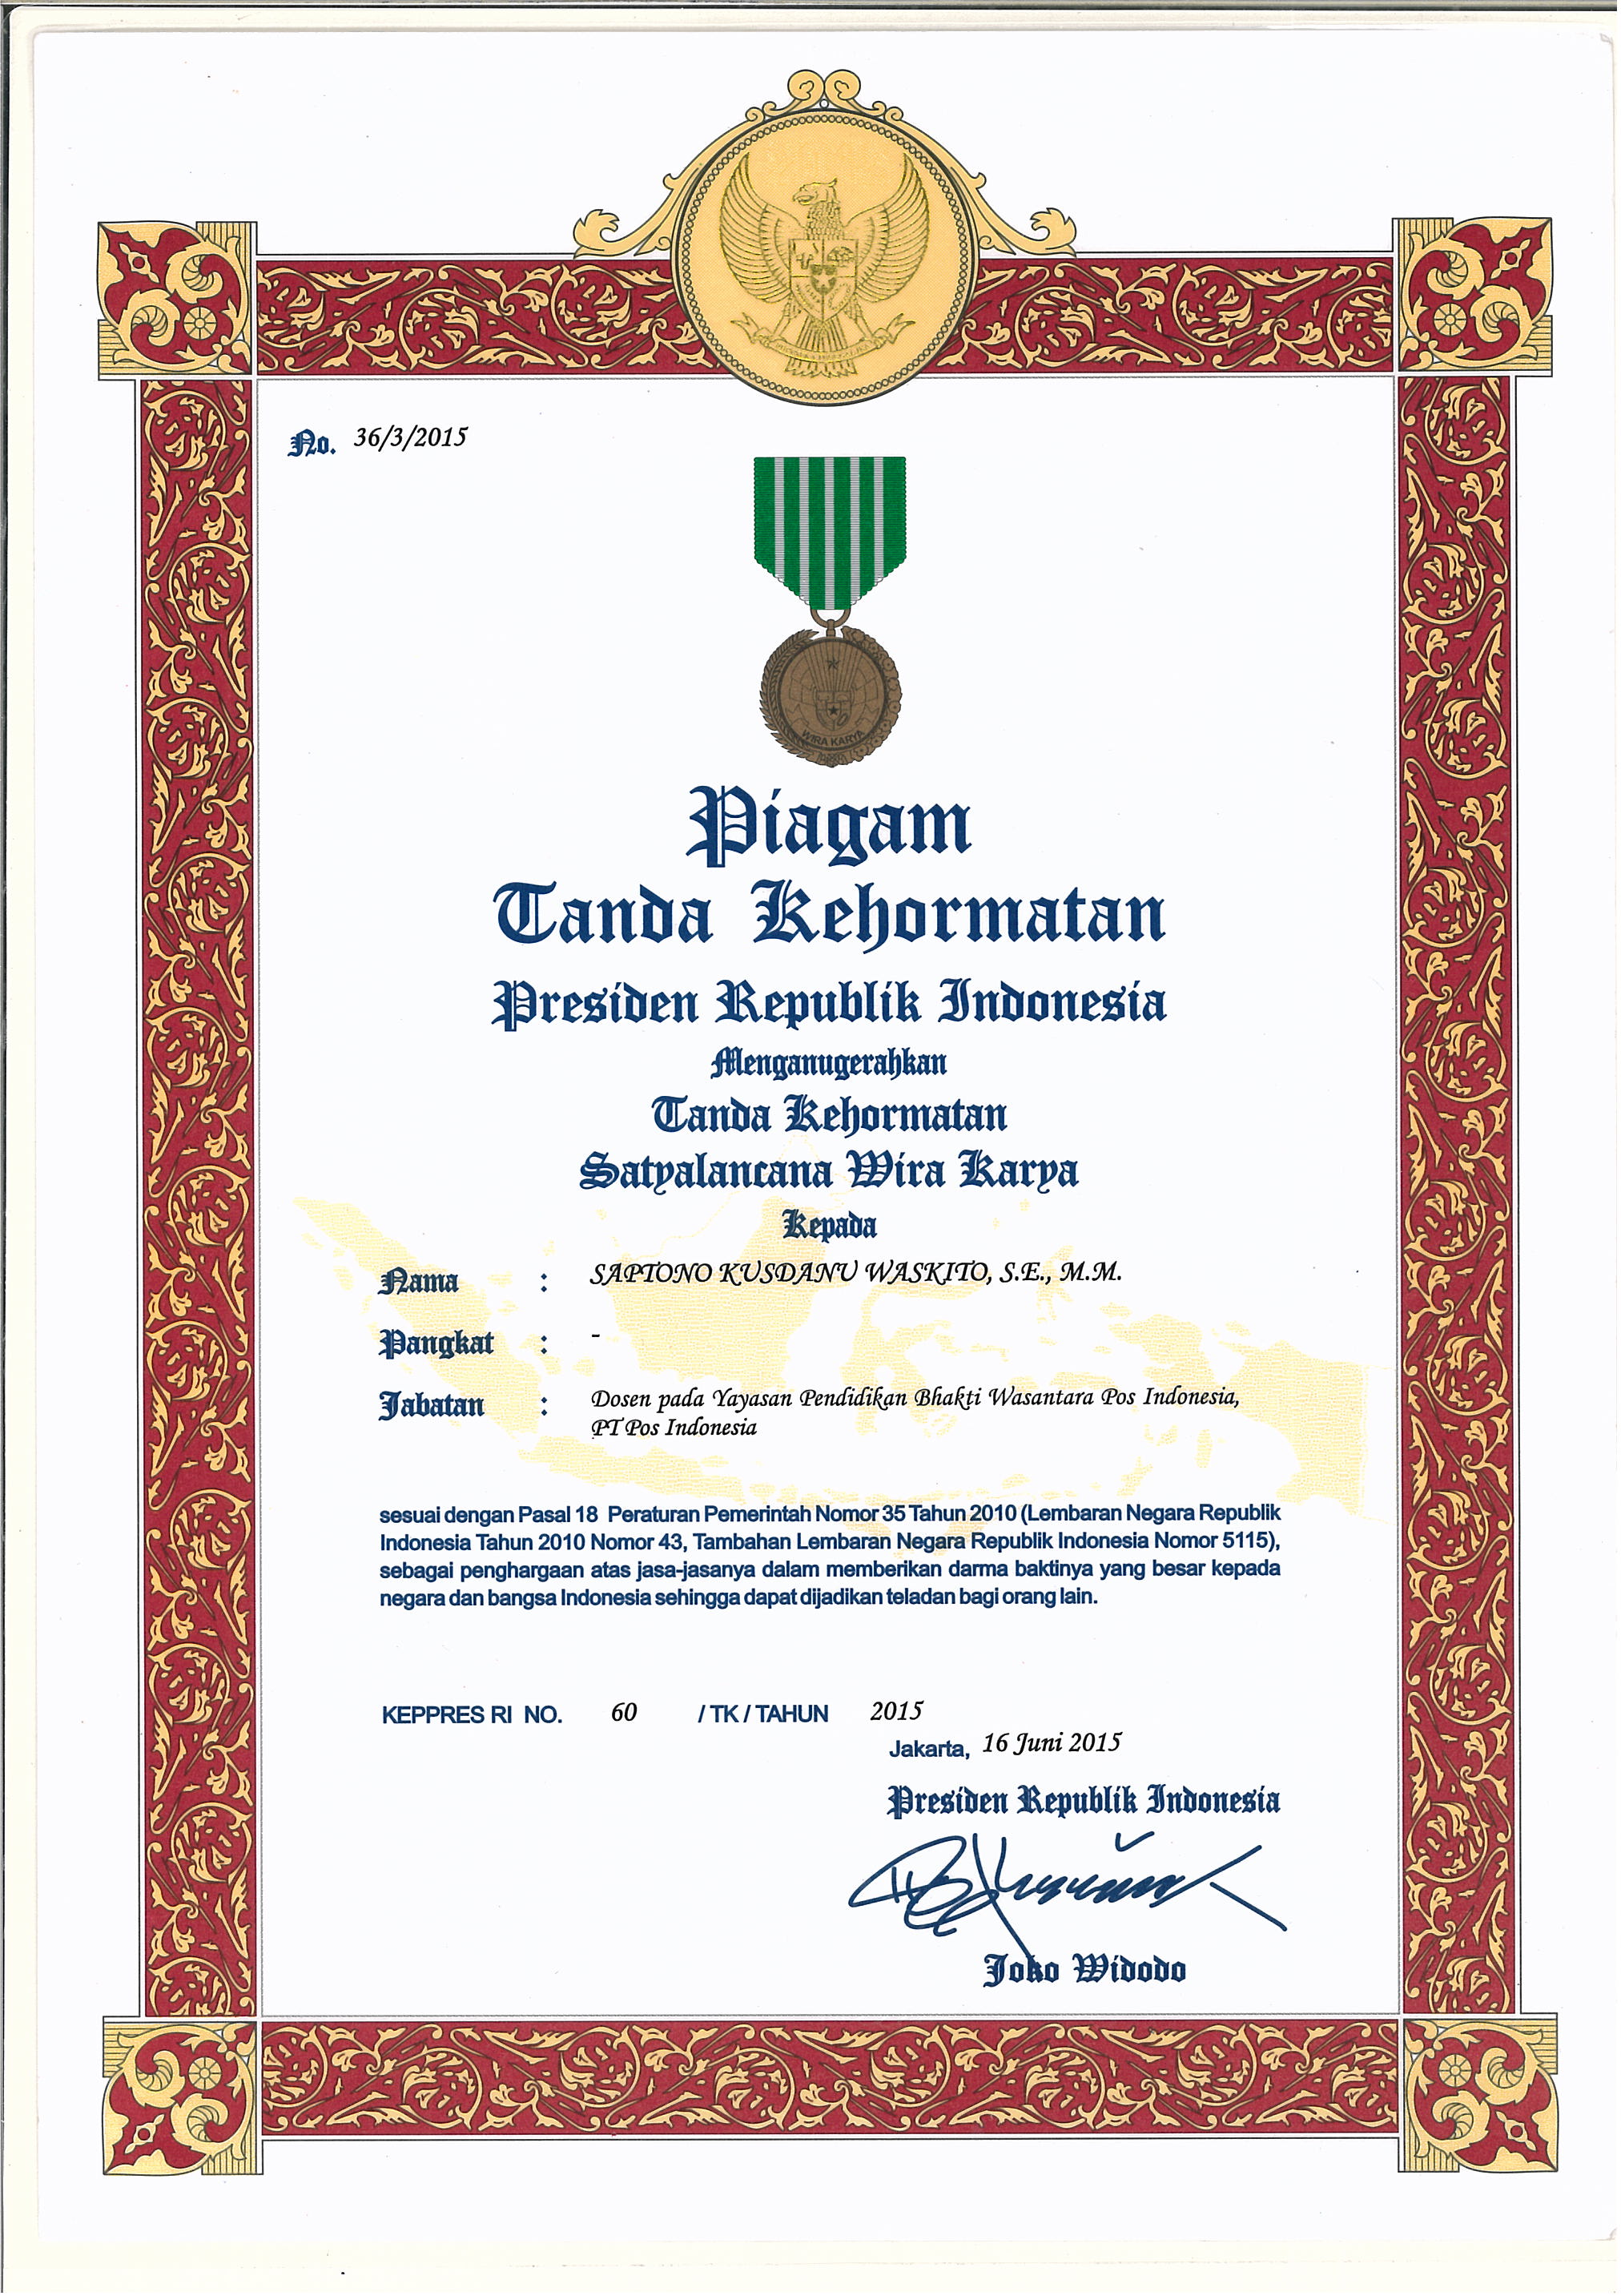 No. 36/3/2015
WIRA KARYA
Piagam
Tanda Kehormatan
Presiden Republik Indonesia
Menganugerahkan
Tanda Kehormatan
Satyalancana Wira Karya
Kepada
Nama : SAPTONO KUSDANU WASKITO, S.E., M.M.
Pangkat : -
Jabatan : Dosen pada Yayasan Pendidikan Bhakti Wasantara Pos Indonesia,
PT Pos Indonesia
sesuai dengan Pasal 18 Peraturan Pemerintah Nomor 35 Tahun 2010 (Lembaran Negara Republik
Indonesia Tahun 2010 Nomor 43, Tambahan Lembaran Negara Republik Indonesia Nomor 5115),
sebagai penghargaan atas jasa-jasanya dalam memberikan darma baktinya yang besar kepada
negara dan bangsa Indonesia sehingga dapat dijadikan teladan bagi orang lain.
KEPPRES RI NO. 60 / TK / TAHUN 2015
Jakarta, 16 Juni 2015
Presiden Republik Indonesia
Joko Widodo